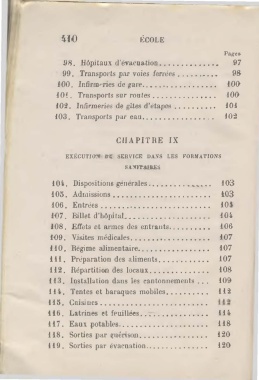 410 ÉCOLE
Pages
98. Hôpitaux d'évacuation.............. 97
99. Transports par voies ferrées .......... 98
100. Infirmeries de gare................. 100
101. Transports sur routes .............. 100
102. Infirmeries de gîtes d'étapes .......... 101
103. Transports par eau................. 102
CHAPITRE IX
EXÉCUTION DU SERVICE DANS LES FORMATIONS
SANITAIRES
104. Dispositions générales.............. 103
105. Admissions ..................... 103
106. Entrées ........................ 104
107. Billet d'hôpital................... 104
108. Effets et armes des entrants.......... 106
109. Visites médicales.................. 107
110. Régime alimentaire................ 107
111. Préparation des aliments............ 107
112. Répartition des locaux.............. 108
113. Installation dans les cantonnements ... 109
114. Tentes et baraques mobiles........... 112
115. Cuisines ....................... 112
116. Latrines et feuillées................ 114
117. Eaux potables.................... 118
118. Sorties par guérison................ 120
119. Sorties par évacuation.............. 120